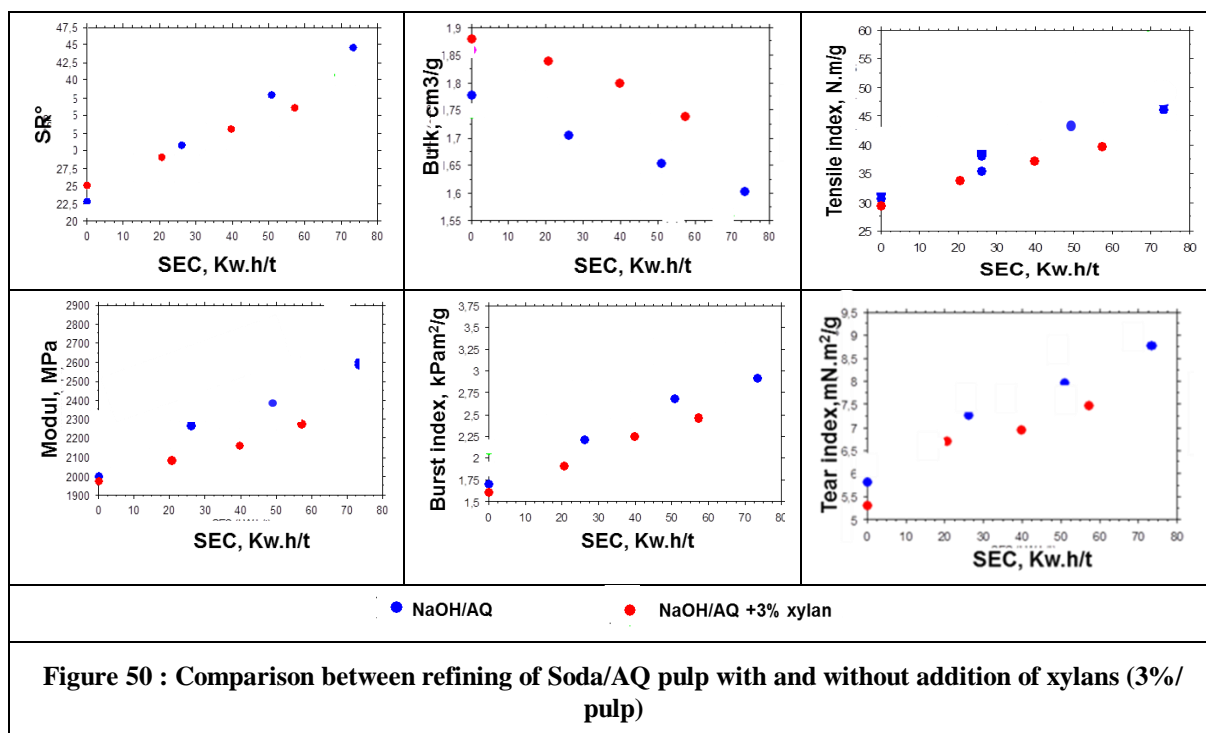 47,5
45
42,5
40
5
5
5
0
27,5
25
22,5
20
SR°
0 10 20 30 40 50 60 70 80
SEC, Kw.h/t
1,9
1,85
1,8
1,75
1,7
1,65
1,6
1,55
Bulk, cm3/g
0 10 20 30 40 50 60 70 80
SEC, Kw.h/t
60
55
50
45
40
35
30
25
Tensile index, N.m/g
0 10 20 30 40 50 60 70 80
SEC, Kw.h/t
2900
2800
2700
2600
2500
2400
2300
2200
2100
2000
1900
Modul, MPa
0 10 20 30 40 50 60 70 80
SEC, Kw.h/t
3,75
3,5
3,25
3
2,75
2,5
2,25
2
1,75
1,5
Burst index, kPam²/g
0 10 20 30 40 50 60 70 80
SEC, Kw.h/t
9,5
9
8,5
8
7,5
7
6,5
6
5,5
5
Tear index,mN.m²/g
0 10 20 30 40 50 60 70 80
SEC, Kw.h/t
NaOH/AQ
NaOH/AQ +3% xylan
Figure 50 : Comparison between refining of Soda/AQ pulp with and without addition of xylans (3%/
pulp)